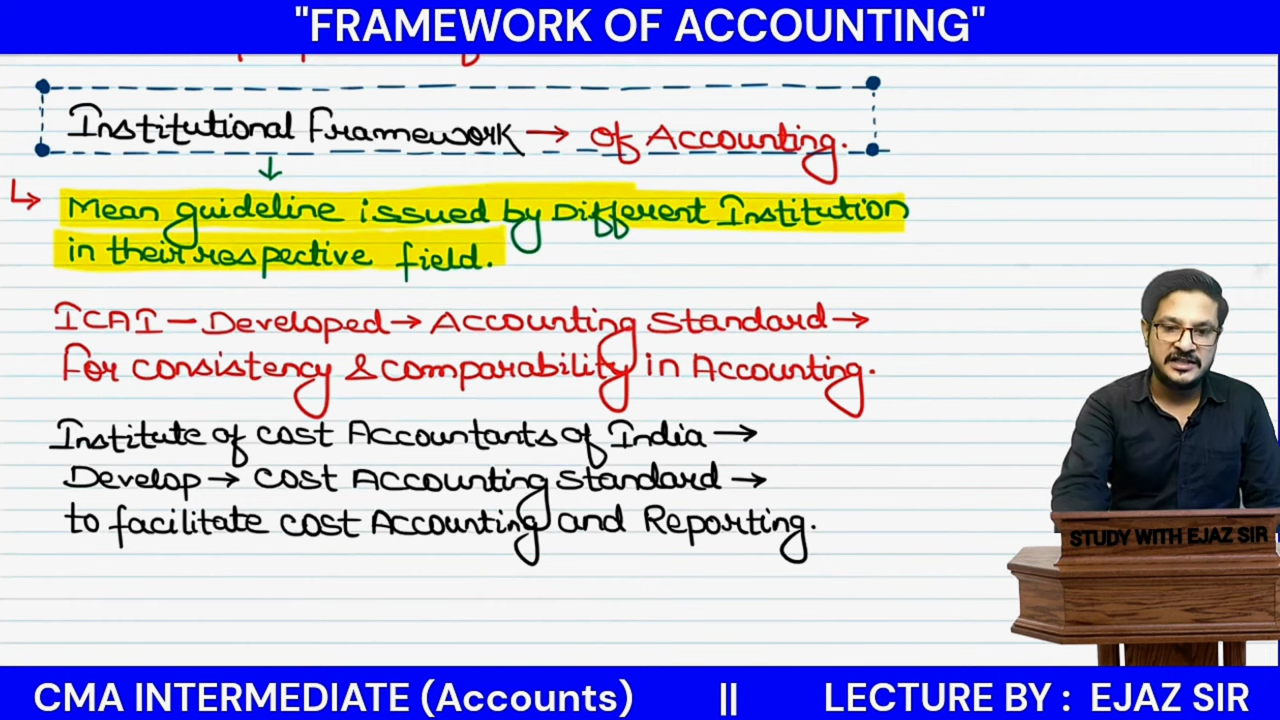 "FRAMEWORK OF ACCOUNTING"
Institutional Framework → of Accounting.
↓
↳ Mean guideline issued by Different Institution
in their respective field.
ICAI – Developed → Accounting Standard →
For consistency & comparability in Accounting.
Institute of cost Accountants of India →
Develop → cost Accounting standard →
to facilitate cost Accounting and Reporting.
STUDY WITH EJAZ SIR
CMA INTERMEDIATE (Accounts) || LECTURE BY : EJAZ SIR